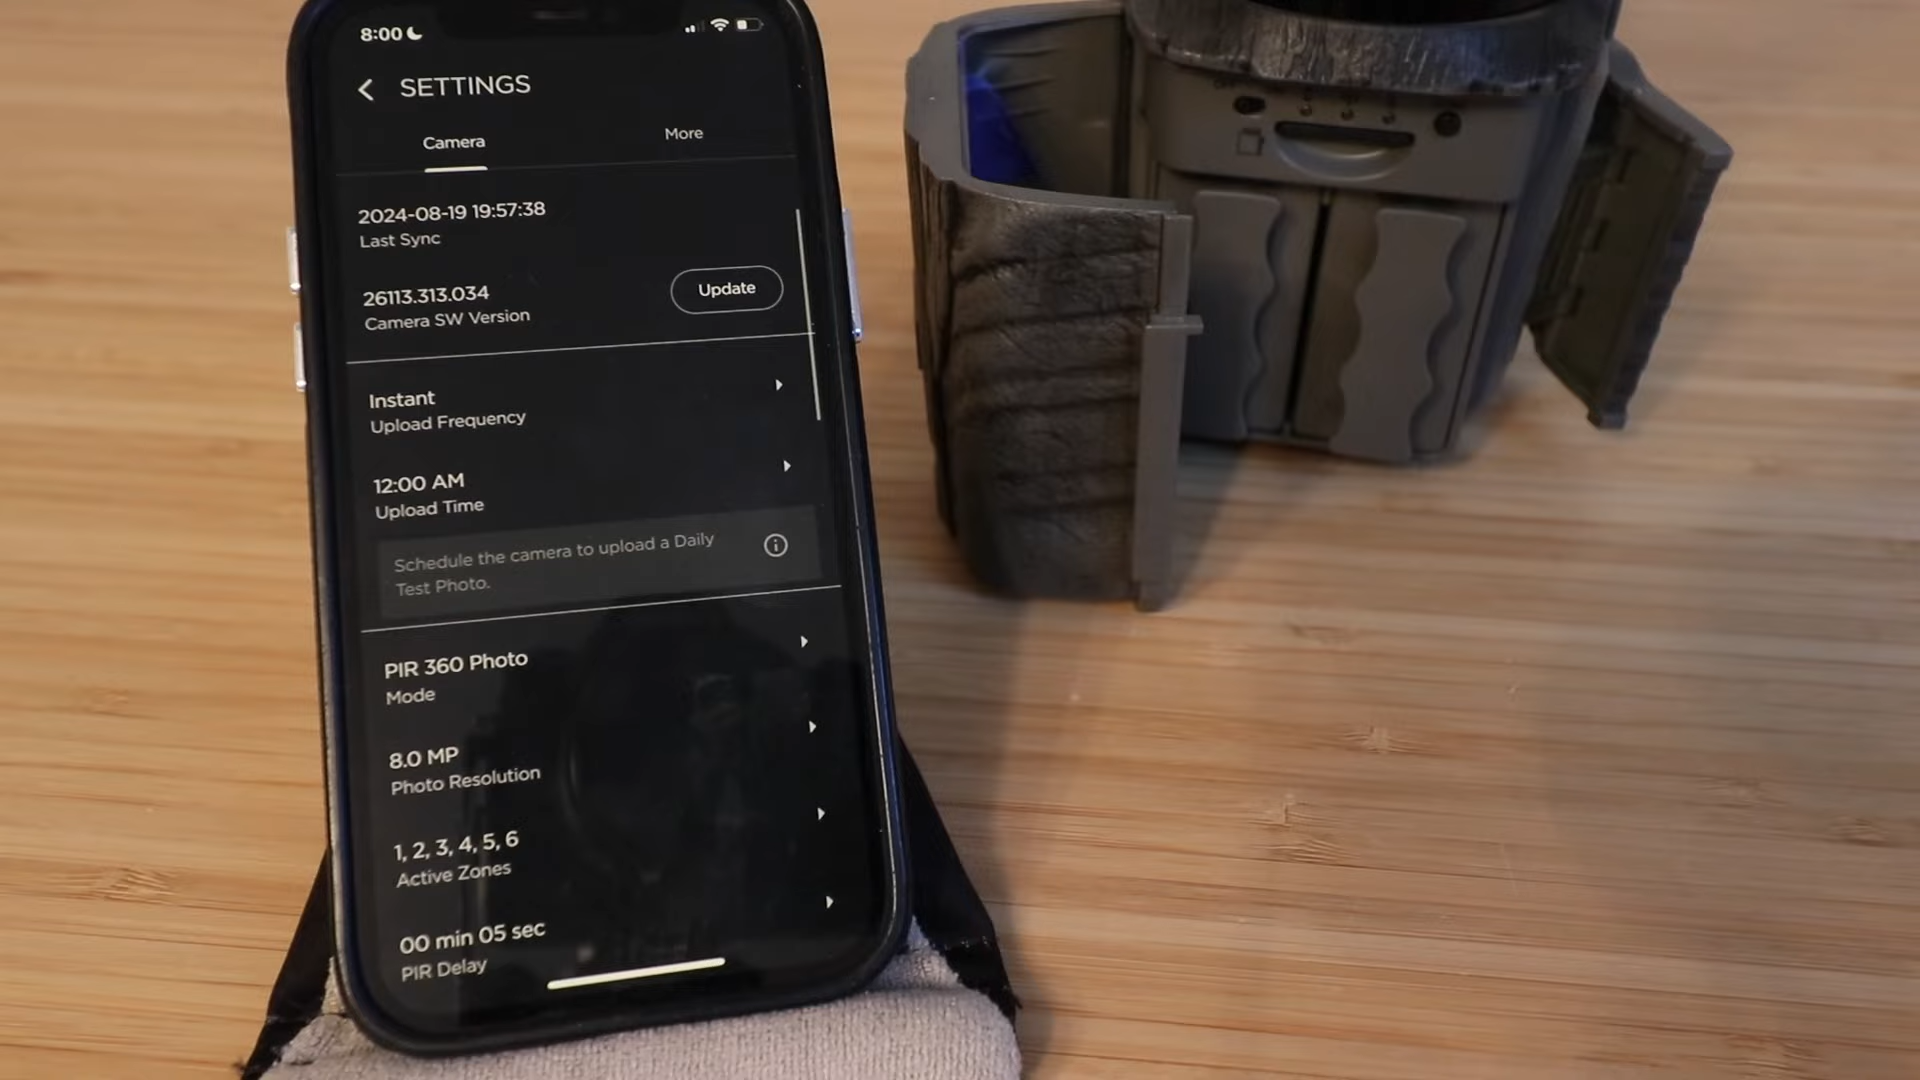 8:00
SETTINGS
Camera
More
2024-08-19 19:57:38
Last Sync
26113.313.034
Camera SW Version
Update
Instant
Upload Frequency
12:00 AM
Upload Time
Schedule the camera to upload a Daily
Test Photo.
PIR 360 Photo
Mode
8.0 MP
Photo Resolution
1, 2, 3, 4, 5, 6
Active Zones
00 min 05 sec
PIR Delay